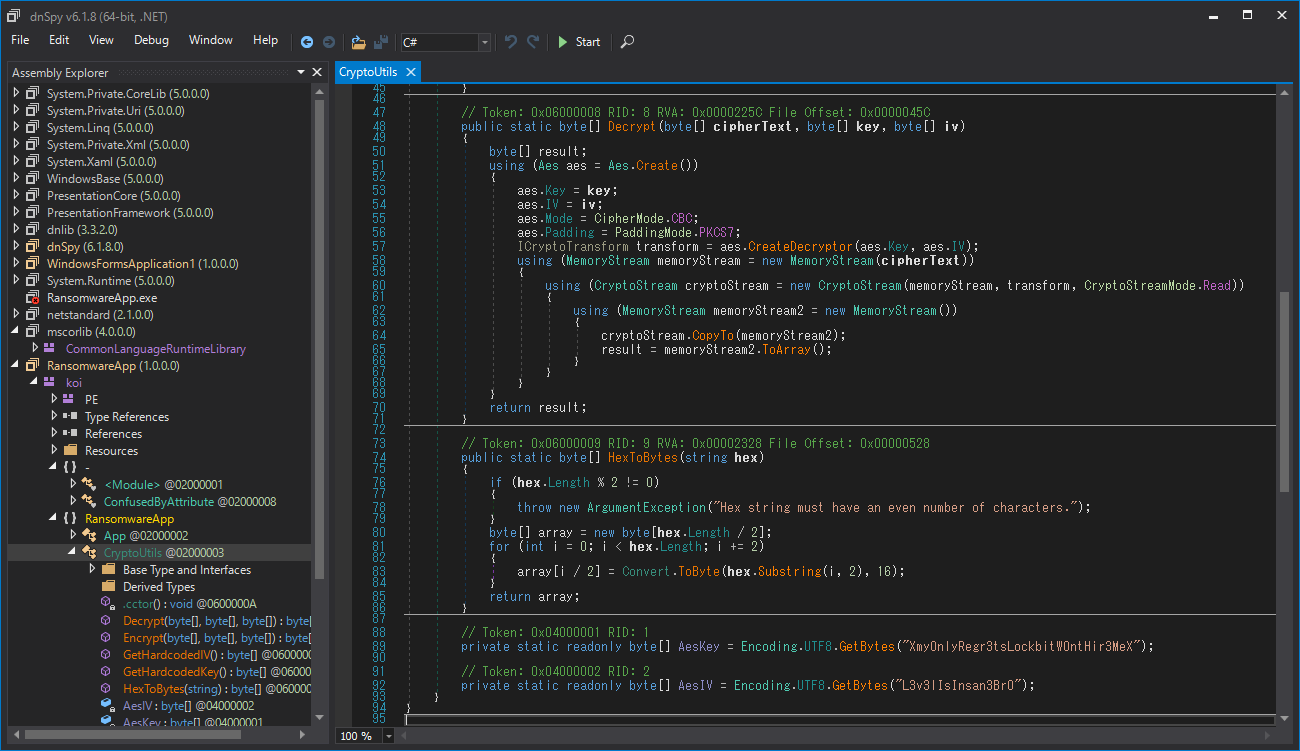 dnSpy v6.1.8 (64-bit, .NET)
File Edit View Debug Window Help C# Start
Assembly Explorer
System.Private.CoreLib (5.0.0.0)
System.Private.Uri (5.0.0.0)
System.Linq (5.0.0.0)
System.Private.Xml (5.0.0.0)
System.Xaml (5.0.0.0)
WindowsBase (5.0.0.0)
PresentationCore (5.0.0.0)
PresentationFramework (5.0.0.0)
dnlib (3.3.2.0)
dnSpy (6.1.8.0)
WindowsFormsApplication1 (1.0.0.0)
System.Runtime (5.0.0.0)
RansomwareApp.exe
netstandard (2.1.0.0)
mscorlib (4.0.0.0)
CommonLanguageRuntimeLibrary
RansomwareApp (1.0.0.0)
koi
PE
Type References
References
Resources
{ } -
<Module> @02000001
ConfusedByAttribute @02000008
{ } RansomwareApp
App @02000002
CryptoUtils @02000003
Base Type and Interfaces
Derived Types
.cctor() : void @0600000A
Decrypt(byte[], byte[], byte[]) : byte[
Encrypt(byte[], byte[], byte[]) : byte[
GetHardcodedIV() : byte[] @060000
GetHardcodedKey() : byte[] @0600
HexToBytes(string) : byte[] @060000
AesIV : byte[] @04000002
AesKey : byte[] @04000001
CryptoUtils
45 }
46
47 // Token: 0x06000008 RID: 8 RVA: 0x0000225C File Offset: 0x0000045C
48 public static byte[] Decrypt(byte[] cipherText, byte[] key, byte[] iv)
49 {
50 byte[] result;
51 using (Aes aes = Aes.Create())
52 {
53 aes.Key = key;
54 aes.IV = iv;
55 aes.Mode = CipherMode.CBC;
56 aes.Padding = PaddingMode.PKCS7;
57 ICryptoTransform transform = aes.CreateDecryptor(aes.Key, aes.IV);
58 using (MemoryStream memoryStream = new MemoryStream(cipherText))
59 {
60 using (CryptoStream cryptoStream = new CryptoStream(memoryStream, transform, CryptoStreamMode.Read))
61 {
62 using (MemoryStream memoryStream2 = new MemoryStream())
63 {
64 cryptoStream.CopyTo(memoryStream2);
65 result = memoryStream2.ToArray();
66 }
67 }
68 }
69 }
70 return result;
71 }
72
73 // Token: 0x06000009 RID: 9 RVA: 0x00002328 File Offset: 0x00000528
74 public static byte[] HexToBytes(string hex)
75 {
76 if (hex.Length % 2 != 0)
77 {
78 throw new ArgumentException("Hex string must have an even number of characters.");
79 }
80 byte[] array = new byte[hex.Length / 2];
81 for (int i = 0; i < hex.Length; i += 2)
82 {
83 array[i / 2] = Convert.ToByte(hex.Substring(i, 2), 16);
84 }
85 return array;
86 }
87
88 // Token: 0x04000001 RID: 1
89 private static readonly byte[] AesKey = Encoding.UTF8.GetBytes("XmyOnlyRegr3tsLockbitW0ntHir3MeX");
90
91 // Token: 0x04000002 RID: 2
92 private static readonly byte[] AesIV = Encoding.UTF8.GetBytes("L3v3lIsInsan3Br0");
93 }
94 }
95
100 %